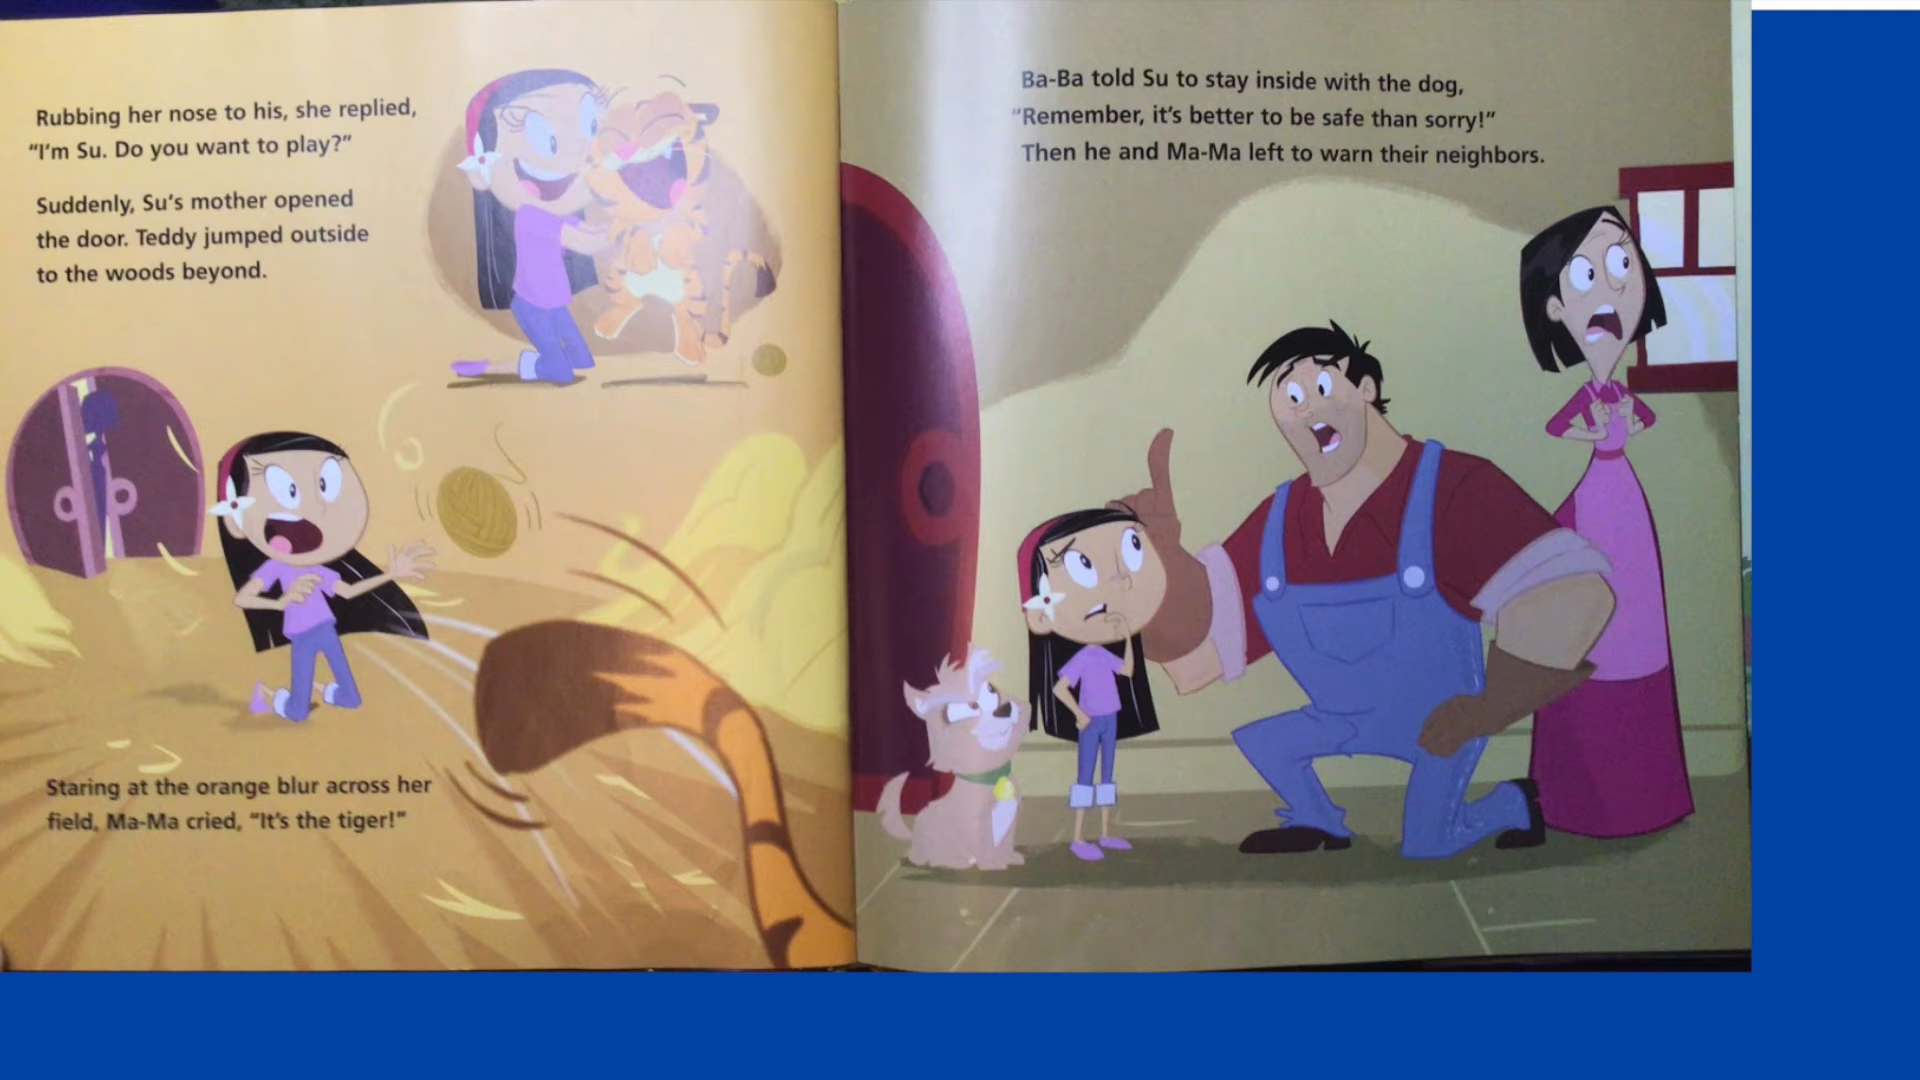 Rubbing her nose to his, she replied,
“I’m Su. Do you want to play?”
Suddenly, Su’s mother opened
the door. Teddy jumped outside
to the woods beyond.
Staring at the orange blur across her
field, Ma-Ma cried, “It’s the tiger!”
Ba-Ba told Su to stay inside with the dog,
“Remember, it’s better to be safe than sorry!”
Then he and Ma-Ma left to warn their neighbors.